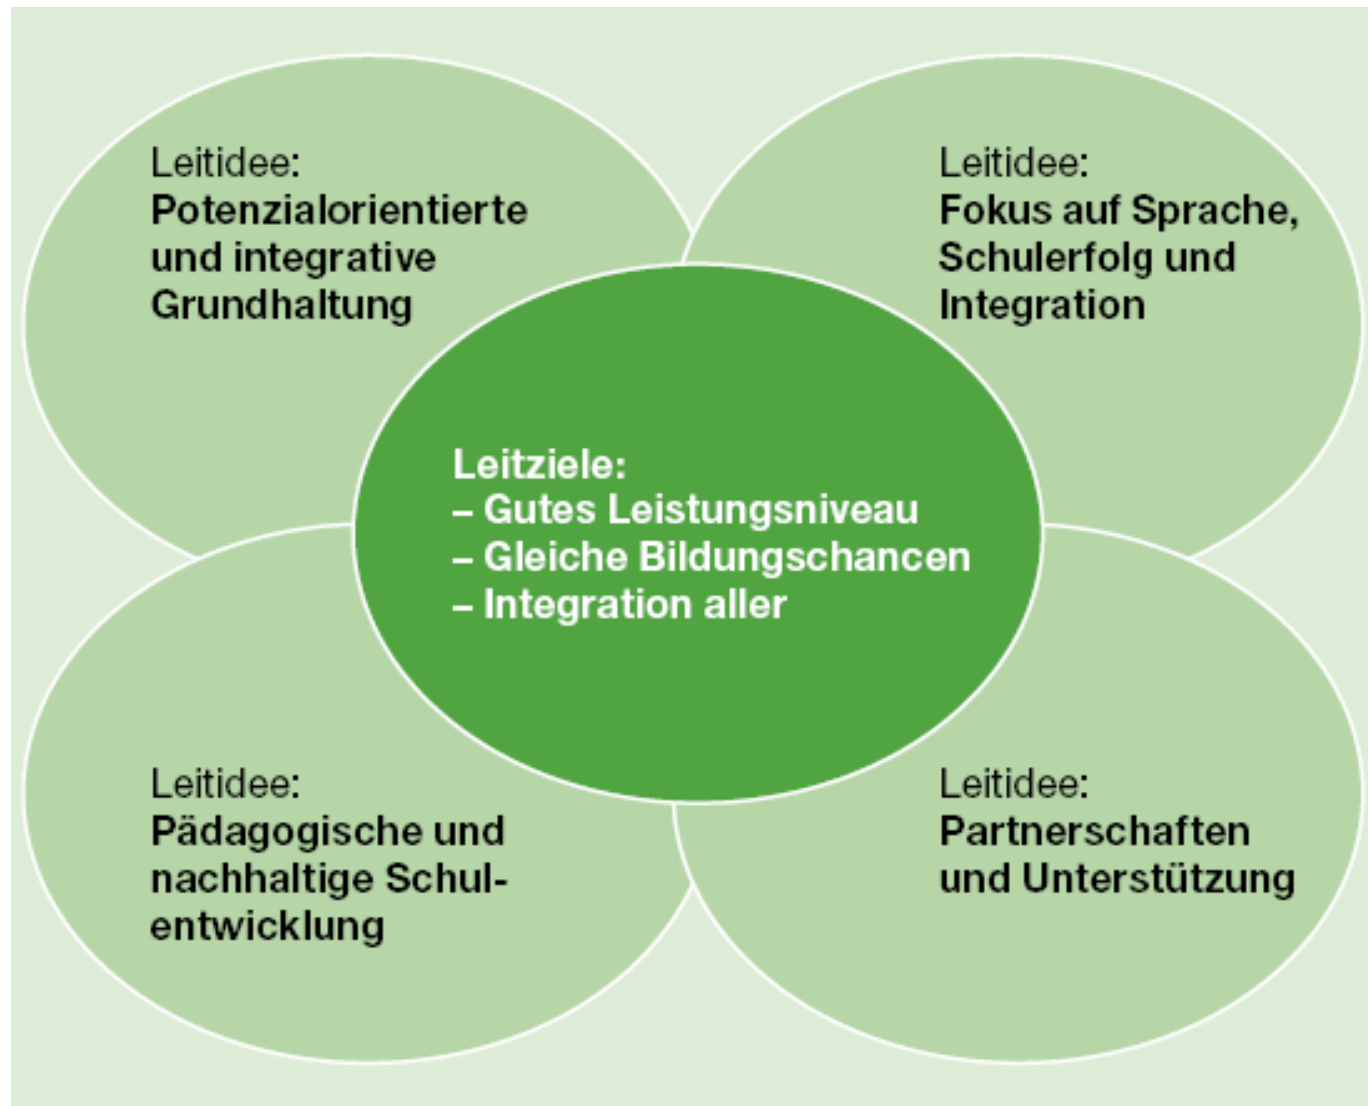 Leitidee:
Potenzialorientierte
und integrative
Grundhaltung
Leitidee:
Fokus auf Sprache,
Schulerfolg und
Integration
Leitziele:
– Gutes Leistungsniveau
– Gleiche Bildungschancen
– Integration aller
Leitidee:
Pädagogische und
nachhaltige Schul-
entwicklung
Leitidee:
Partnerschaften
und Unterstützung